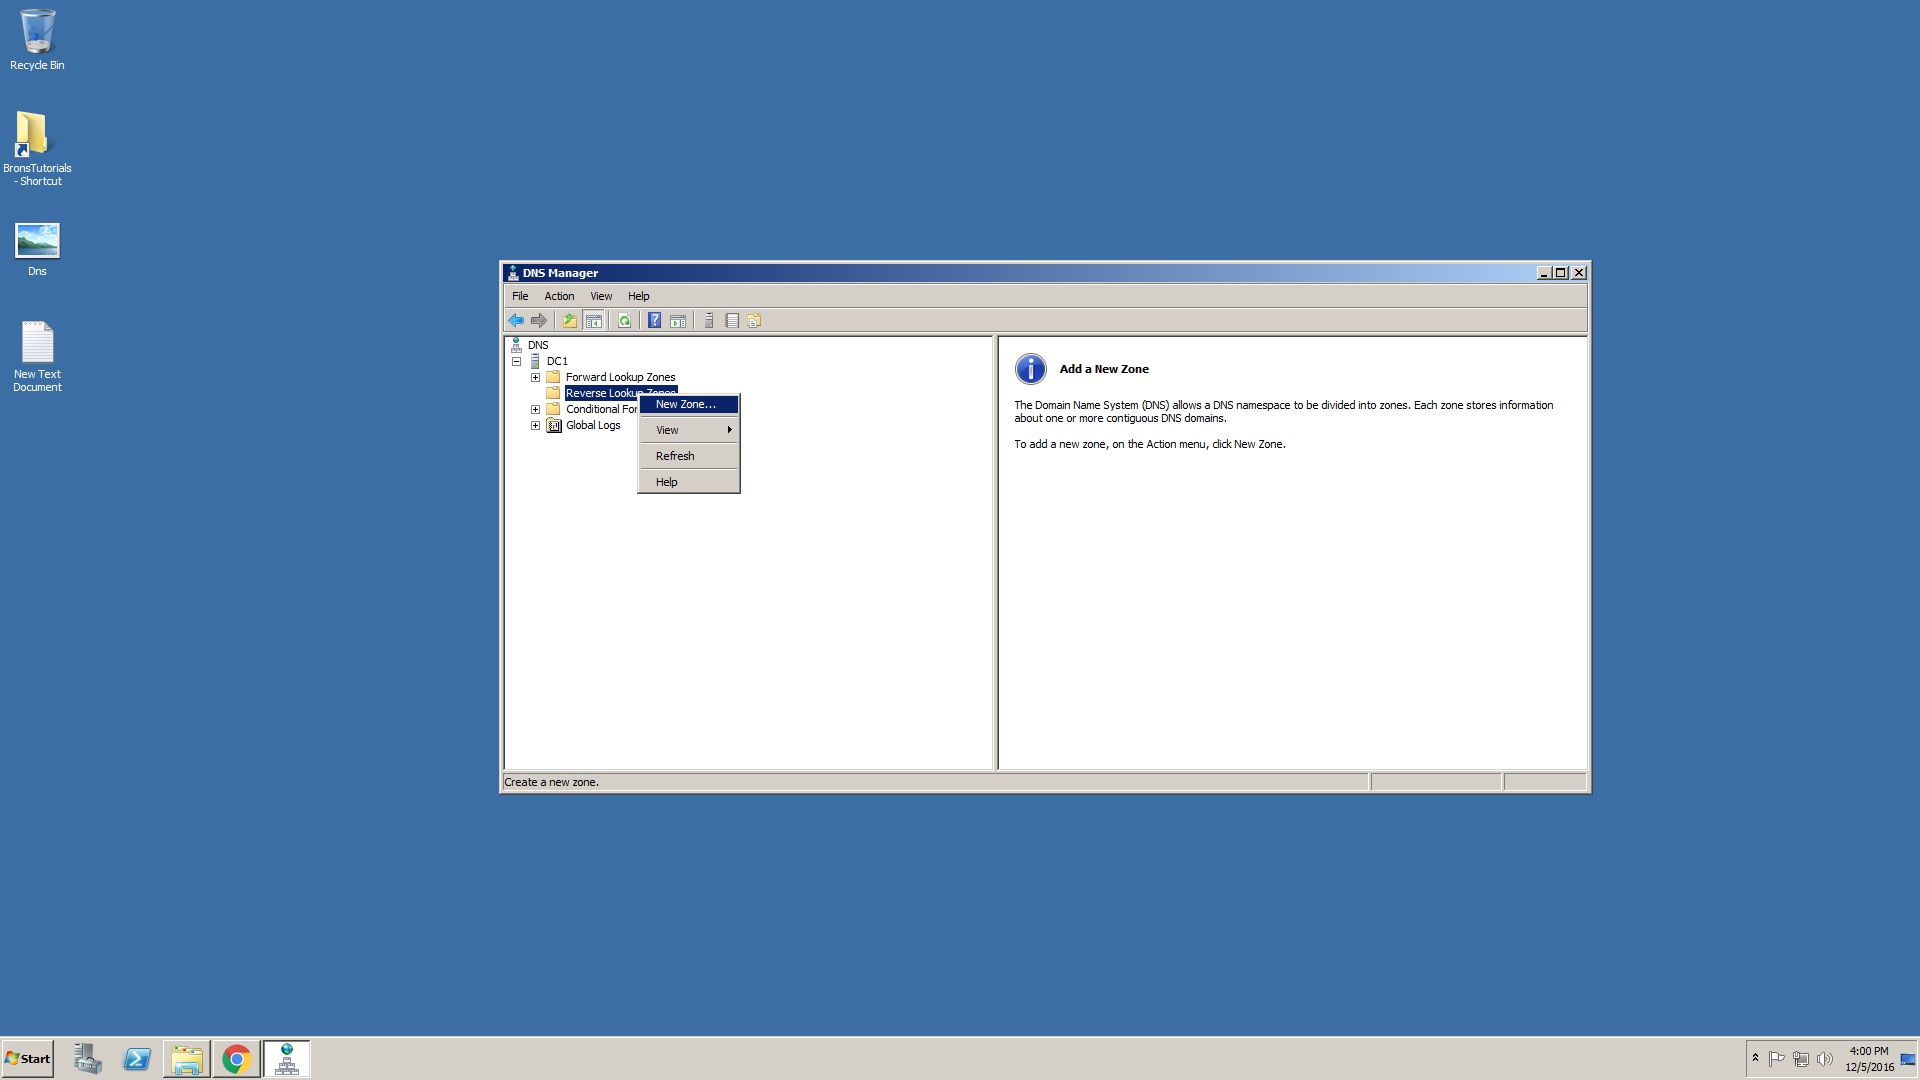 Recycle Bin
BronsTutorials
- Shortcut
Dns
New Text
Document
DNS Manager
File Action View Help
DNS
DC1
Forward Lookup Zones
Reverse Lookup Zones
Conditional For
Global Logs
New Zone...
View
Refresh
Help
Add a New Zone
The Domain Name System (DNS) allows a DNS namespace to be divided into zones. Each zone stores information
about one or more contiguous DNS domains.
To add a new zone, on the Action menu, click New Zone.
Create a new zone.
Start
4:00 PM
12/5/2016